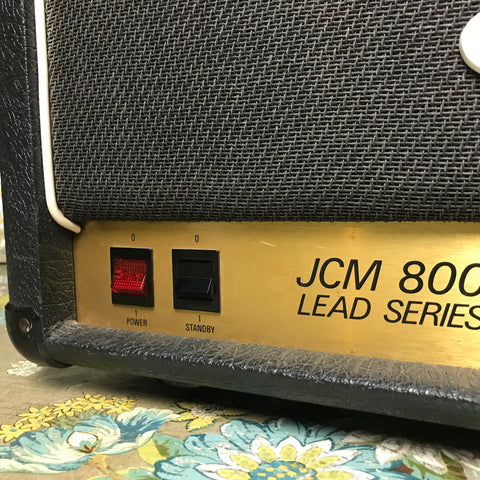 0 0
JCM 800
LEAD SERIES
1 1
POWER STANDBY